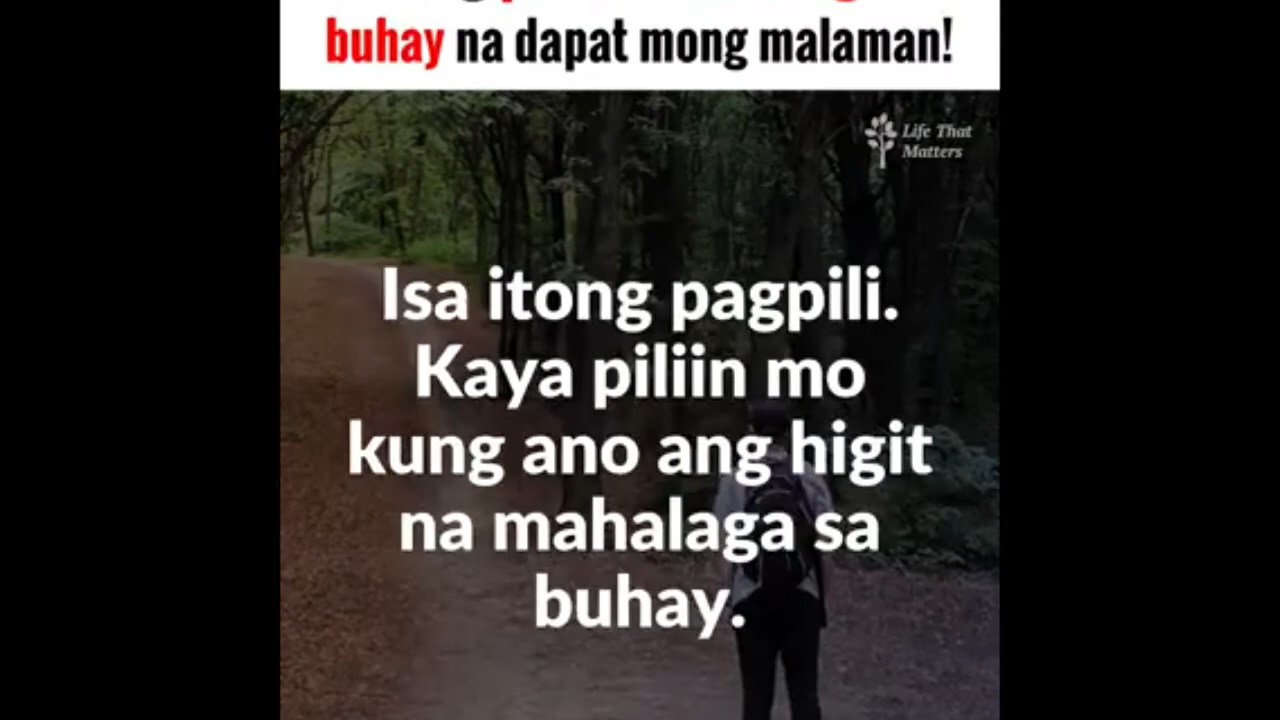 buhay na dapat mong malaman!
Life That
Matters
Isa itong pagpili.
Kaya piliin mo
kung ano ang higit
na mahalaga sa
buhay.